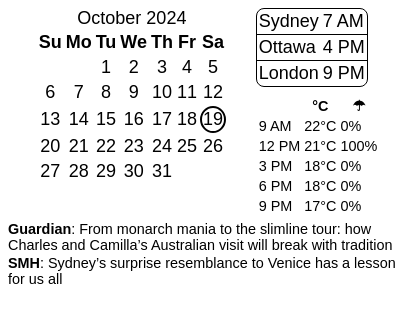 October 2024
Su Mo Tu We Th Fr Sa
1 2 3 4 5
6 7 8 9 10 11 12
13 14 15 16 17 18 19
20 21 22 23 24 25 26
27 28 29 30 31
Sydney 7 AM
Ottawa 4 PM
London 9 PM
°C ☂
9 AM 22°C 0%
12 PM 21°C 100%
3 PM 18°C 0%
6 PM 18°C 0%
9 PM 17°C 0%
Guardian: From monarch mania to the slimline tour: how
Charles and Camilla’s Australian visit will break with tradition
SMH: Sydney’s surprise resemblance to Venice has a lesson
for us all